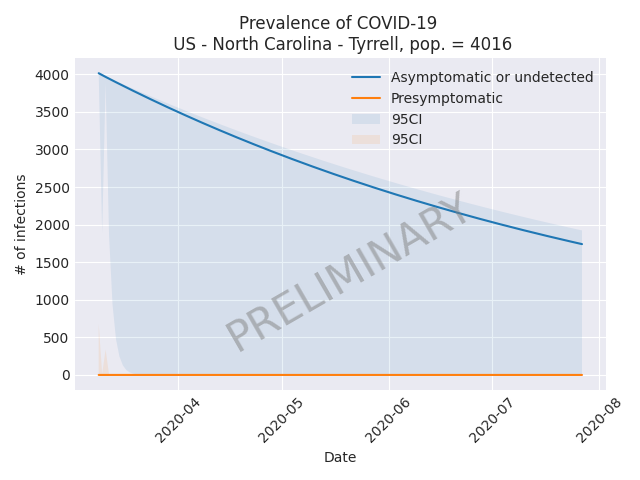 Prevalence of COVID-19
US - North Carolina - Tyrrell, pop. = 4016
Asymptomatic or undetected
Presymptomatic
95CI
95CI
4000
3500
3000
2500
2000
1500
1000
500
0
# of infections
PRELIMINARY
2020-04
2020-05
2020-06
2020-07
2020-08
Date